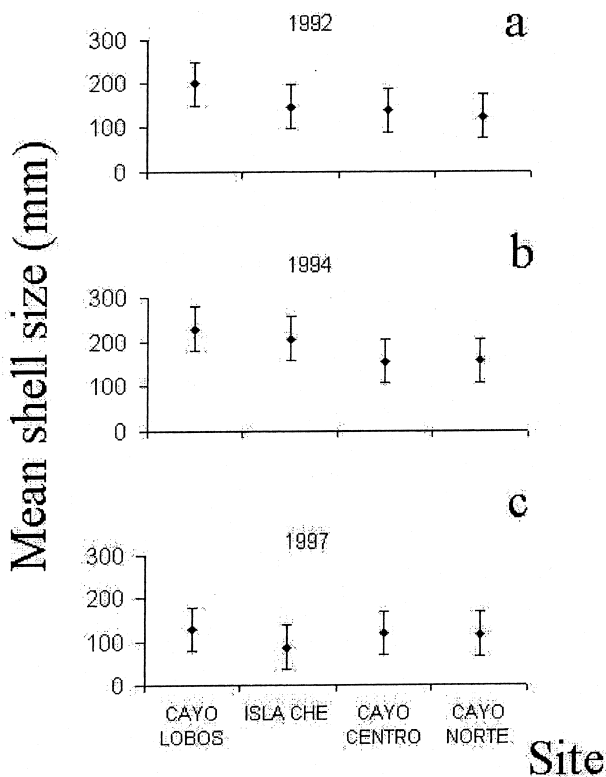 1992
a
300
200
100
0
1994
b
300
200
100
0
1997
c
300
200
100
0
CAYO LOBOS
ISLA CHE
CAYO CENTRO
CAYO NORTE
Mean shell size (mm)
Site